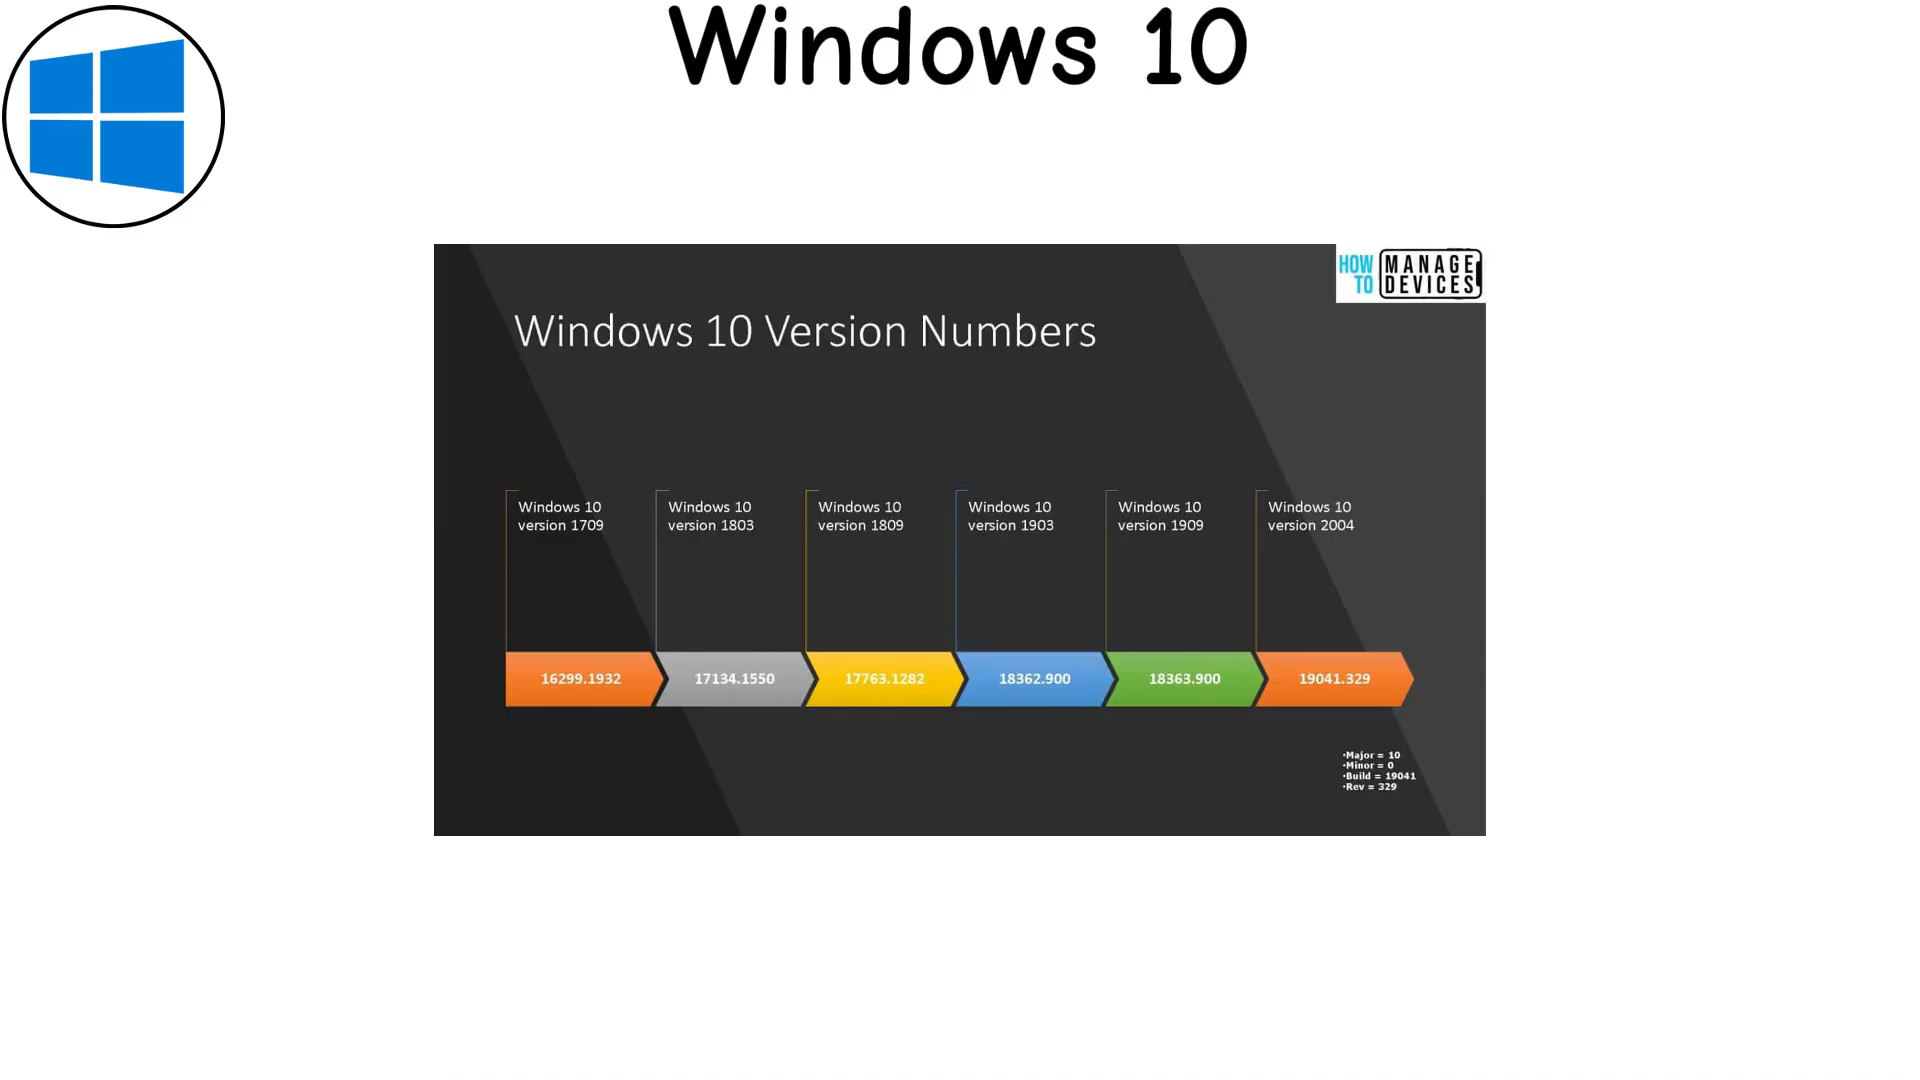 Windows 10
HOW TO
MANAGE DEVICES
Windows 10 Version Numbers
Windows 10
version 1709
Windows 10
version 1803
Windows 10
version 1809
Windows 10
version 1903
Windows 10
version 1909
Windows 10
version 2004
16299.1932
17134.1550
17763.1282
18362.900
18363.900
19041.329
•Major = 10
•Minor = 0
•Build = 19041
•Rev = 329